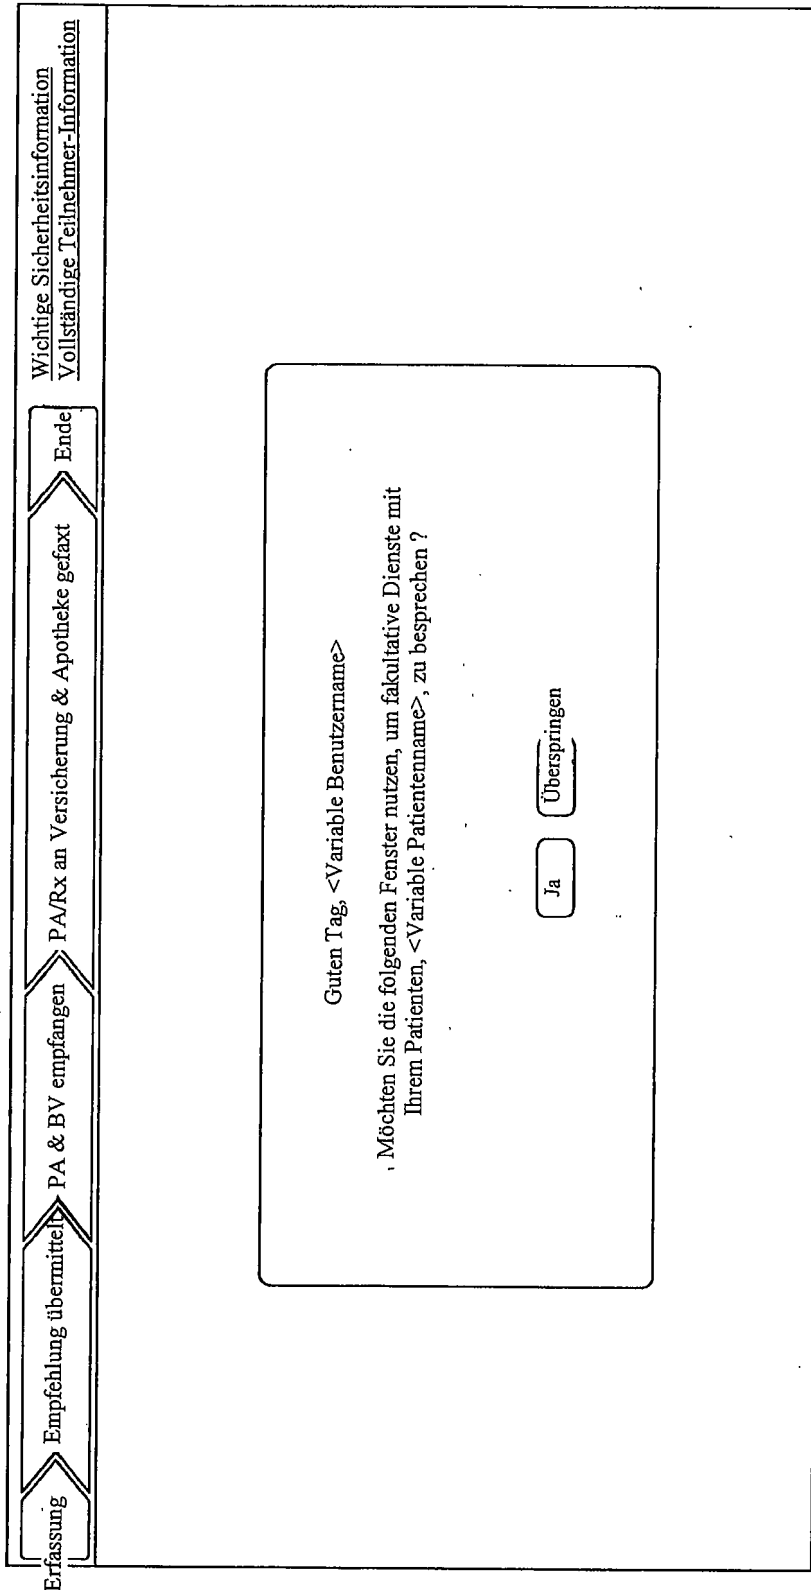 Erfassung
Empfehlung übermittelt
PA & BV empfangen
PA/Rx an Versicherung & Apotheke gefaxt
Ende
Wichtige Sicherheitsinformation
Vollständige Teilnehmer-Information
Guten Tag, <Variable Benutzername>
Möchten Sie die folgenden Fenster nutzen, um fakultative Dienste mit
Ihrem Patienten, <Variable Patientenname>, zu besprechen ?
Ja
Überspringen